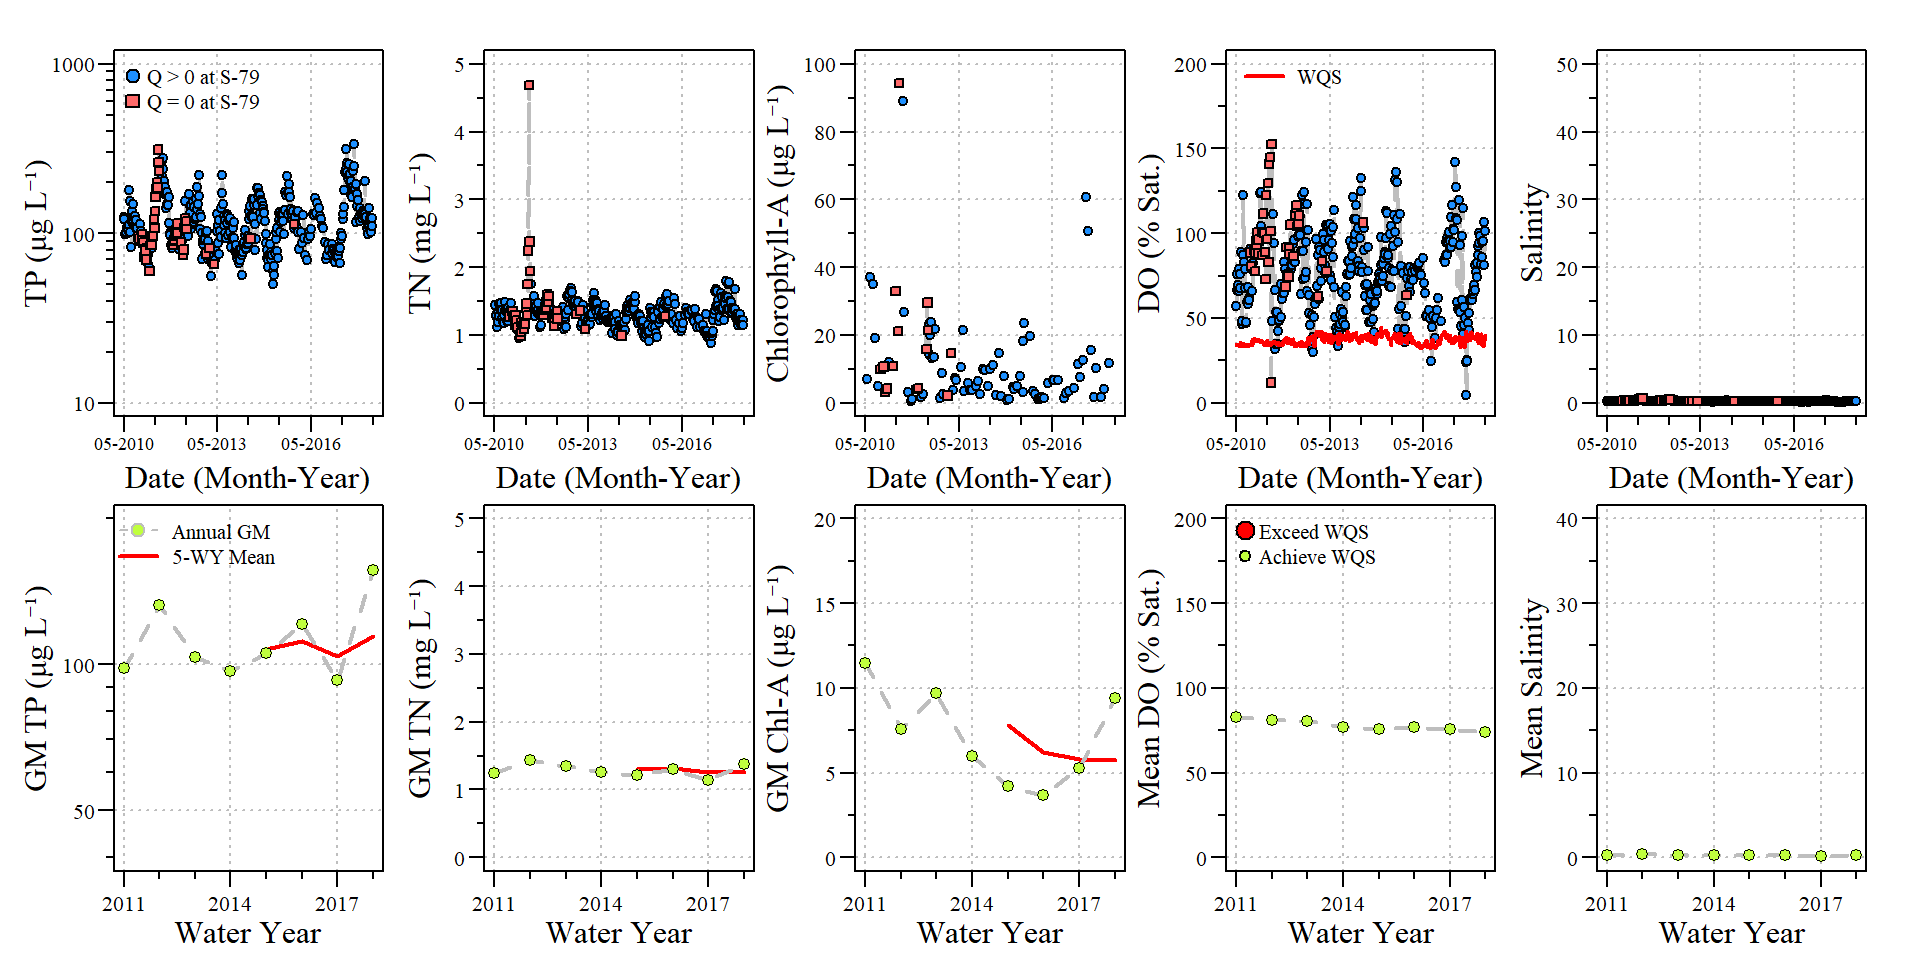 TP (µg L⁻¹)
1000
100
10
Q > 0 at S-79
Q = 0 at S-79
05-2010
05-2013
05-2016
Date (Month-Year)
TN (mg L⁻¹)
5
4
3
2
1
0
05-2010
05-2013
05-2016
Date (Month-Year)
Chlorophyll-A (µg L⁻¹)
100
80
60
40
20
0
05-2010
05-2013
05-2016
Date (Month-Year)
DO (% Sat.)
200
150
100
50
0
WQS
05-2010
05-2013
05-2016
Date (Month-Year)
Salinity
50
40
30
20
10
0
05-2010
05-2013
05-2016
Date (Month-Year)
GM TP (µg L⁻¹)
100
50
Annual GM
5-WY Mean
2011
2014
2017
Water Year
GM TN (mg L⁻¹)
5
4
3
2
1
0
2011
2014
2017
Water Year
GM Chl-A (µg L⁻¹)
20
15
10
5
0
2011
2014
2017
Water Year
Mean DO (% Sat.)
200
150
100
50
0
Exceed WQS
Achieve WQS
2011
2014
2017
Water Year
Mean Salinity
40
30
20
10
0
2011
2014
2017
Water Year